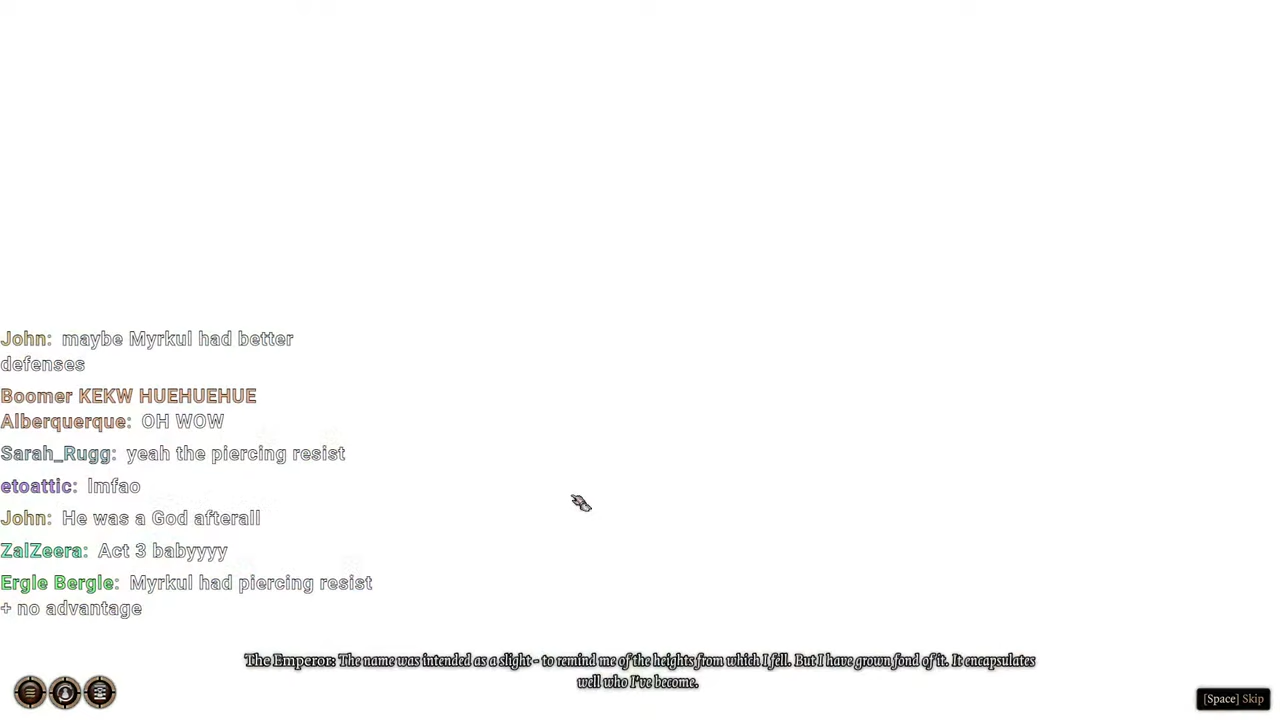 John: maybe Myrkul had better
defenses
Boomer KEKW HUEHUEHUE
Alberquerque: OH WOW
Sarah_Rugg: yeah the piercing resist
etoattic: lmfao
John: He was a God afterall
ZalZeera: Act 3 babyyyy
Ergle Bergle: Myrkul had piercing resist
+ no advantage
The Emperor: The name was intended as a slight - to remind me of the heights from which I fell. But I have grown fond of it. It encapsulates
well who I've become.
[Space] Skip